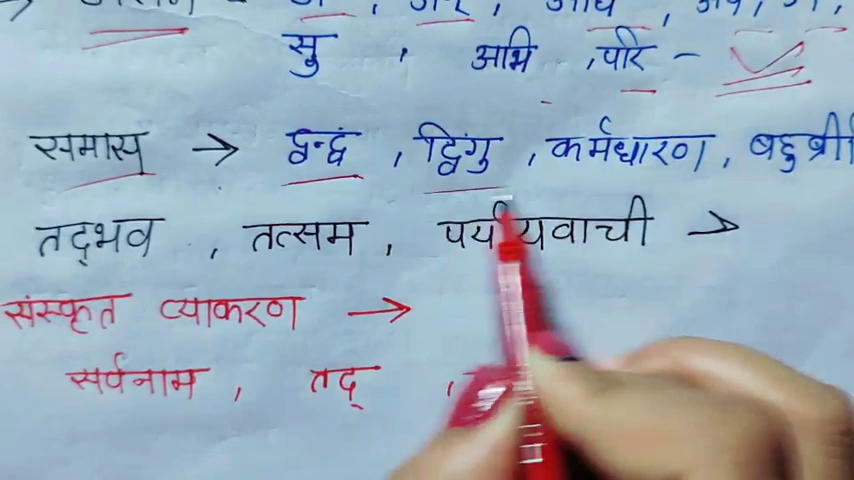 सु , अभि , परि -
समास → द्वन्द्वं , द्विगु , कर्मधारण , बहुव्री
तद्भव , तत्सम , पर्यायवाची →
संस्कृत व्याकरण →
सर्वनाम , तद् ,